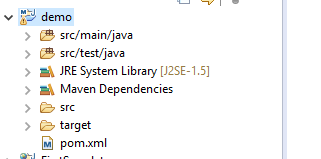 demo
src/main/java
src/test/java
JRE System Library [J2SE-1.5]
Maven Dependencies
src
target
pom.xml